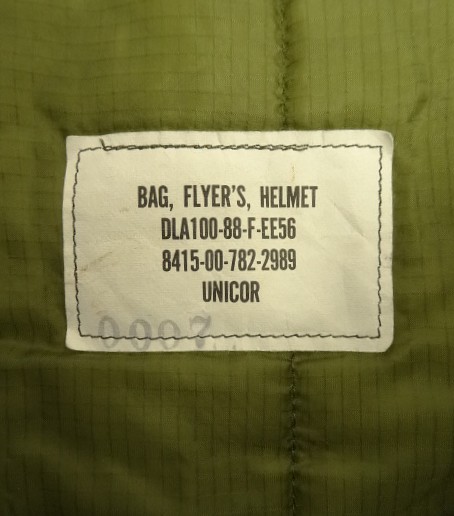 BAG, FLYER'S, HELMET
DLA100-88-F-EE56
8415-00-782-2989
UNICOR
0007